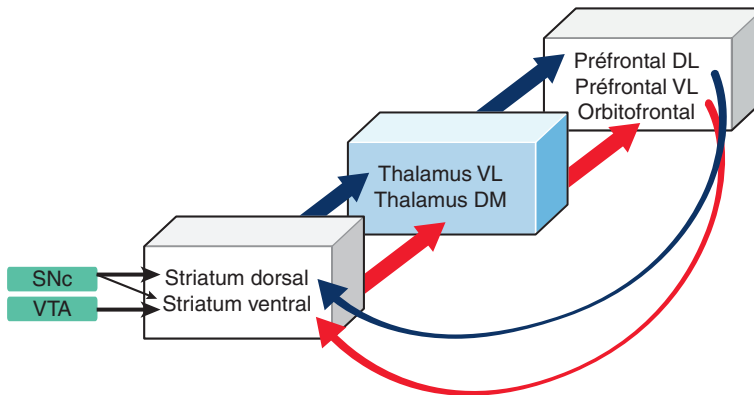 Préfrontal DL
Préfrontal VL
Orbitofrontal
Thalamus VL
Thalamus DM
Striatum dorsal
Striatum ventral
SNc
VTA